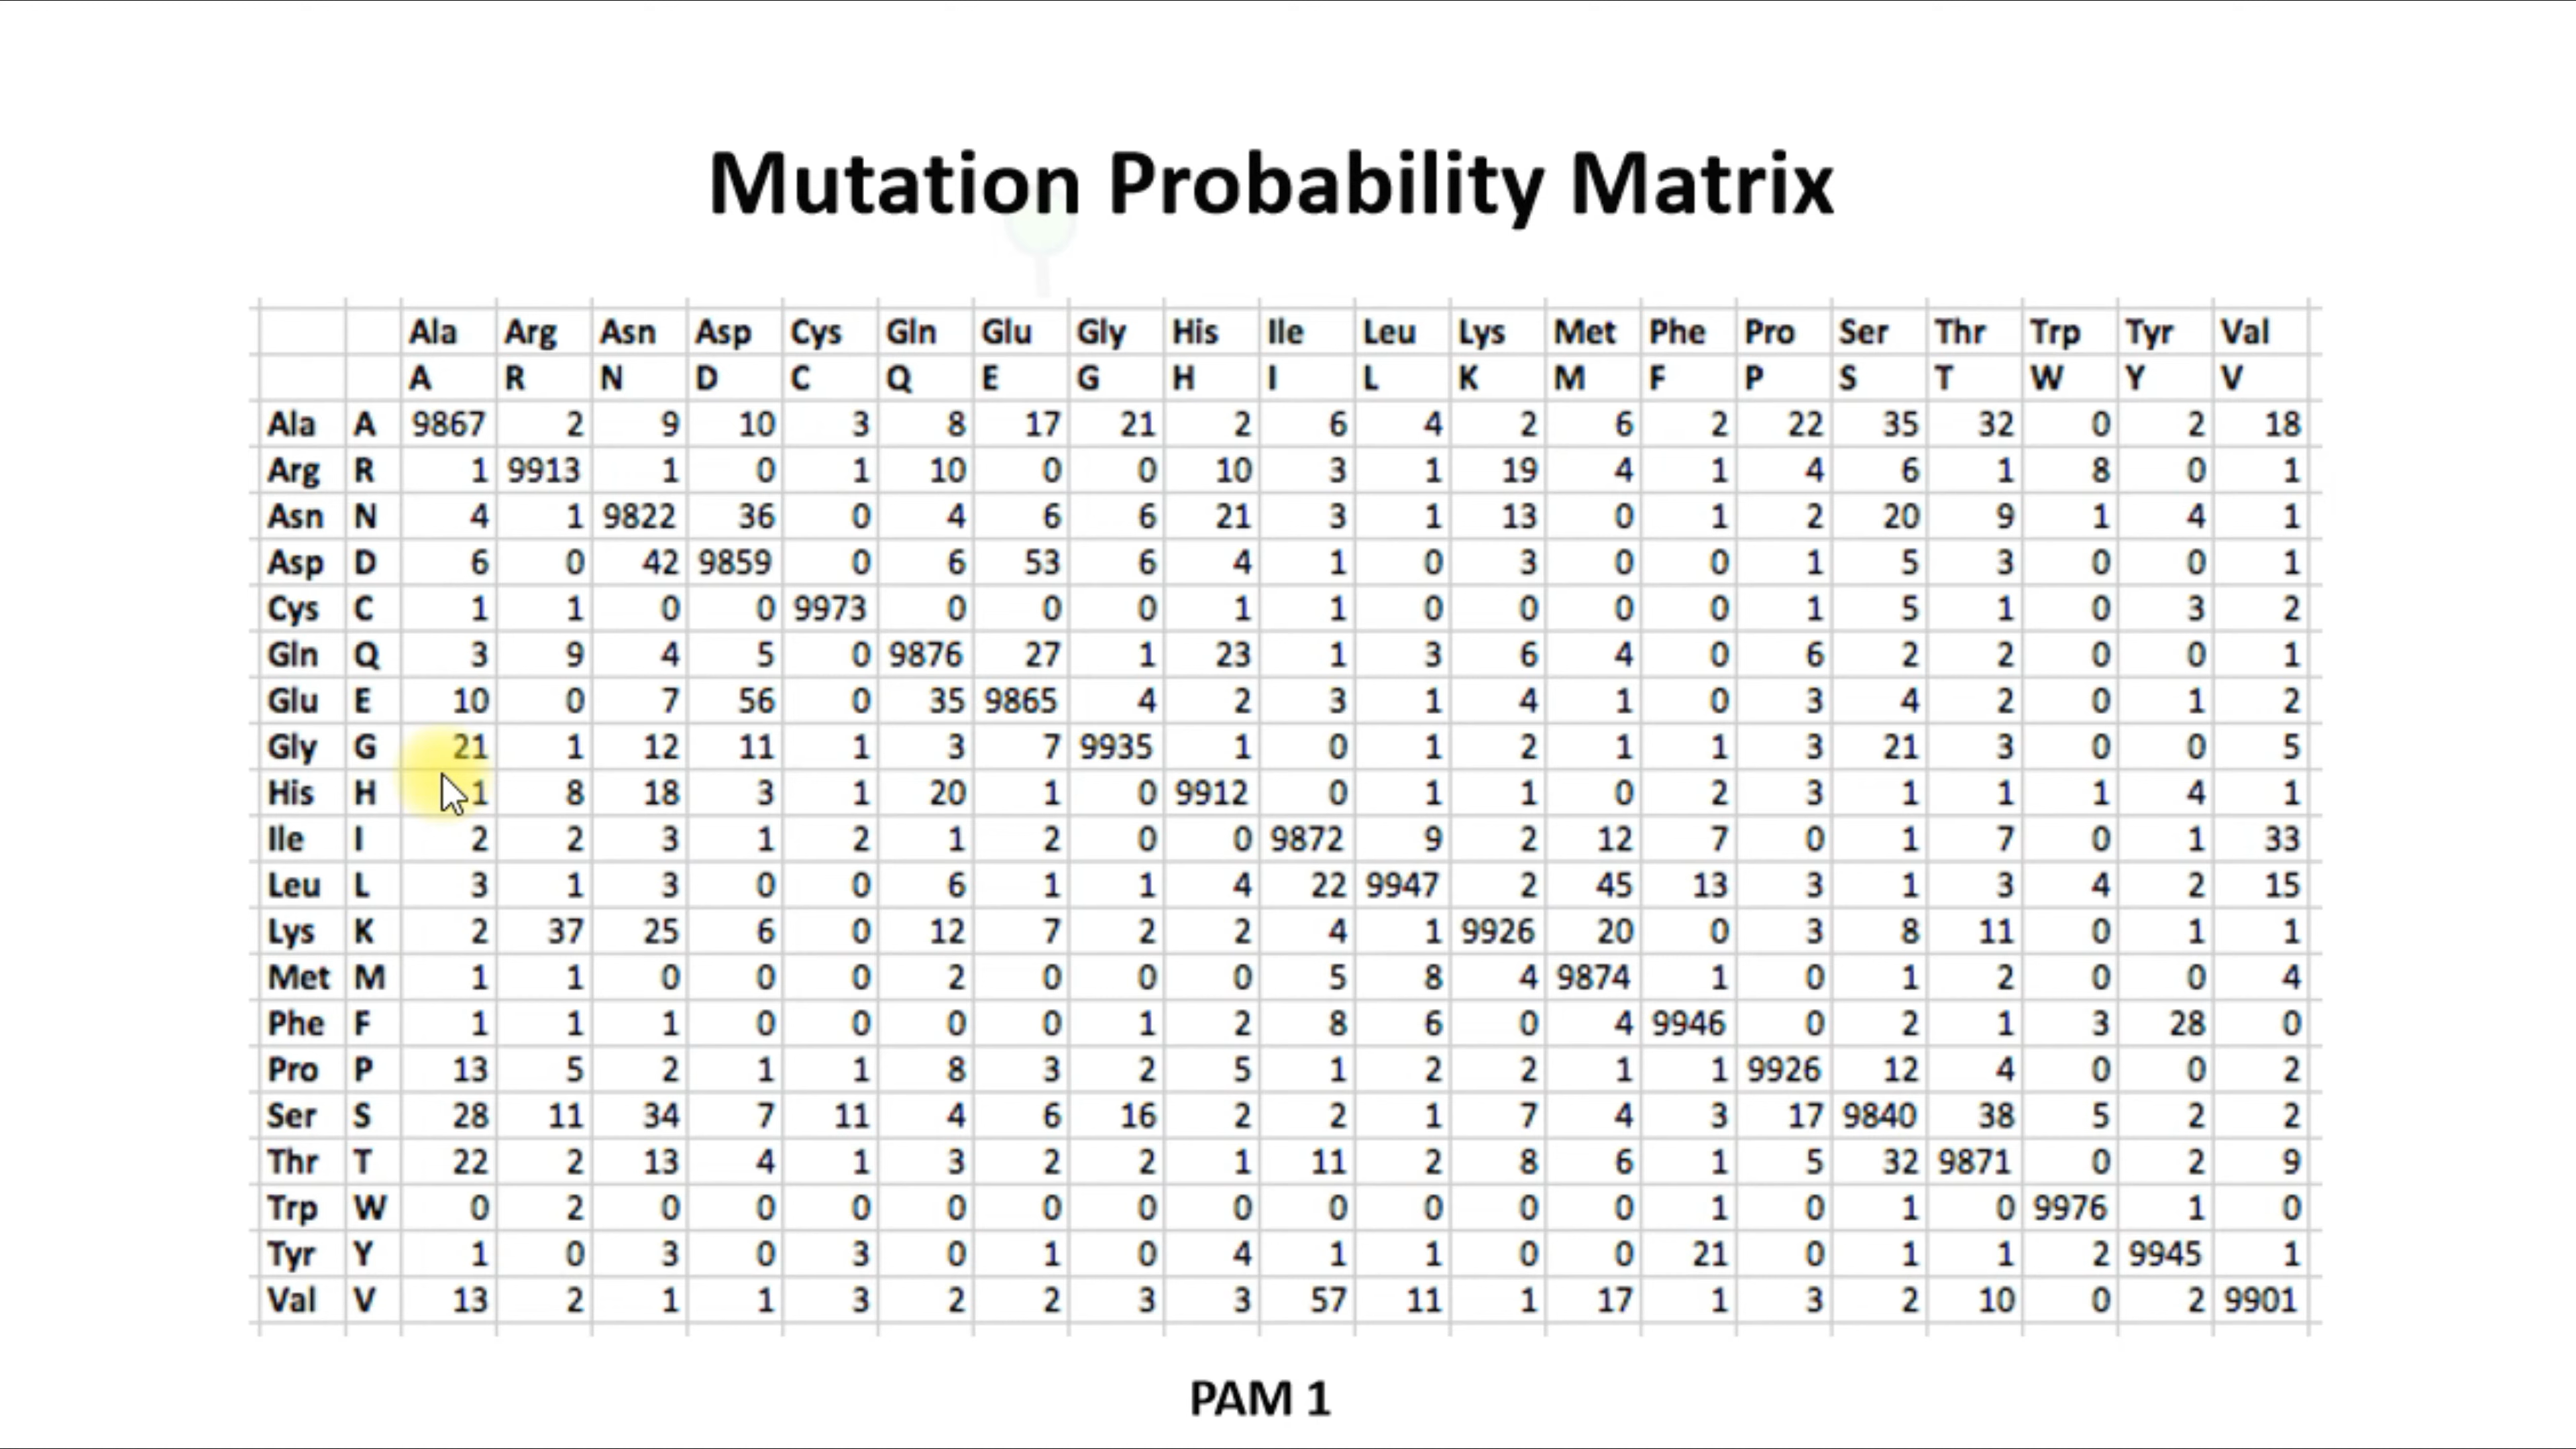 Mutation Probability Matrix
Ala Arg Asn Asp Cys Gln Glu Gly His Ile Leu Lys Met Phe Pro Ser Thr Trp Tyr Val
A R N D C Q E G H I L K M F P S T W Y V
Ala A 9867 2 9 10 3 8 17 21 2 6 4 2 6 2 22 35 32 0 2 18
Arg R 1 9913 1 0 1 10 0 0 10 3 1 19 4 1 4 6 1 8 0 1
Asn N 4 1 9822 36 0 4 6 6 21 3 1 13 0 1 2 20 9 1 4 1
Asp D 6 0 42 9859 0 6 53 6 4 1 0 3 0 0 1 5 3 0 0 1
Cys C 1 1 0 0 9973 0 0 0 1 1 0 0 0 0 1 5 1 0 3 2
Gln Q 3 9 4 5 0 9876 27 1 23 1 3 6 4 0 6 2 2 0 0 1
Glu E 10 0 7 56 0 35 9865 4 2 3 1 4 1 0 3 4 2 0 1 2
Gly G 21 1 12 11 1 3 7 9935 1 0 1 2 1 1 3 21 3 0 0 5
His H 1 8 18 3 1 20 1 0 9912 0 1 1 0 2 3 1 1 1 4 1
Ile I 2 2 3 1 2 1 2 0 0 9872 9 2 12 7 0 1 7 0 1 33
Leu L 3 1 3 0 0 6 1 1 4 22 9947 2 45 13 3 1 3 4 2 15
Lys K 2 37 25 6 0 12 7 2 2 4 1 9926 20 0 3 8 11 0 1 1
Met M 1 1 0 0 0 2 0 0 0 5 8 4 9874 1 0 1 2 0 0 4
Phe F 1 1 1 0 0 0 0 1 2 8 6 0 4 9946 0 2 1 3 28 0
Pro P 13 5 2 1 1 8 3 2 5 1 2 2 1 1 9926 12 4 0 0 2
Ser S 28 11 34 7 11 4 6 16 2 2 1 7 4 3 17 9840 38 5 2 2
Thr T 22 2 13 4 1 3 2 2 1 11 2 8 6 1 5 32 9871 0 2 9
Trp W 0 2 0 0 0 0 0 0 0 0 0 0 0 1 0 1 0 9976 1 0
Tyr Y 1 0 3 0 3 0 1 0 4 1 1 0 0 21 0 1 1 2 9945 1
Val V 13 2 1 1 3 2 2 3 3 57 11 1 17 1 3 2 10 0 2 9901
PAM 1